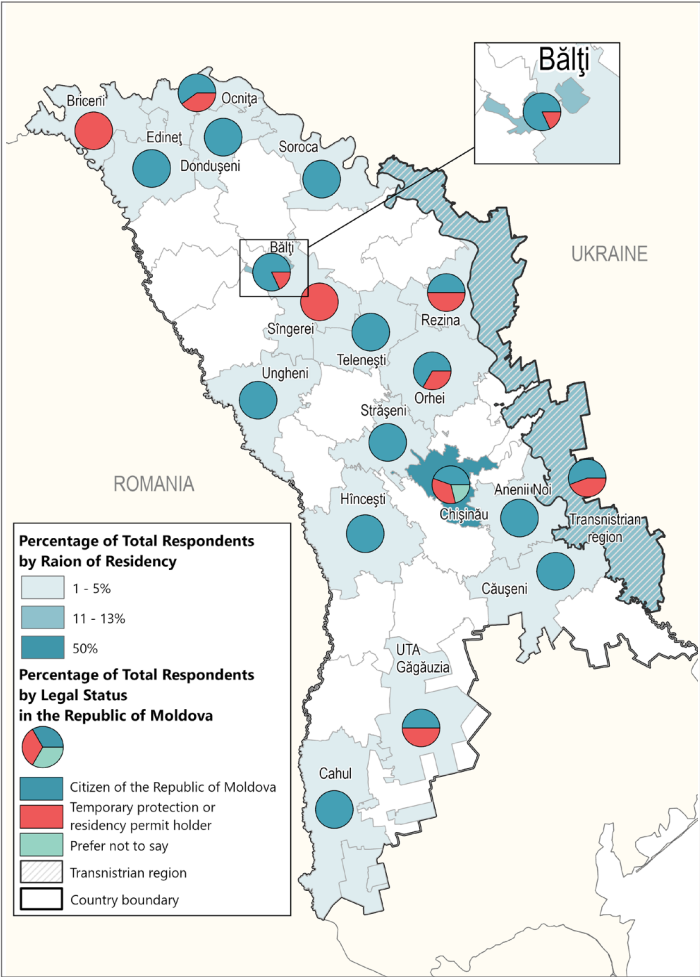 Bălţi
Briceni
Ocniţa
Edineţ
Donduşeni
Soroca
UKRAINE
Bălţi
Sîngerei
Rezina
Teleneşti
Ungheni
Orhei
Străşeni
ROMANIA
Hînceşti
Chişinău
Anenii Noi
Transnistrian
region
Căuşeni
UTA
Găgăuzia
Cahul
Percentage of Total Respondents
by Raion of Residency
1 - 5%
11 - 13%
50%
Percentage of Total Respondents
by Legal Status
in the Republic of Moldova
Citizen of the Republic of Moldova
Temporary protection or
residency permit holder
Prefer not to say
Transnistrian region
Country boundary